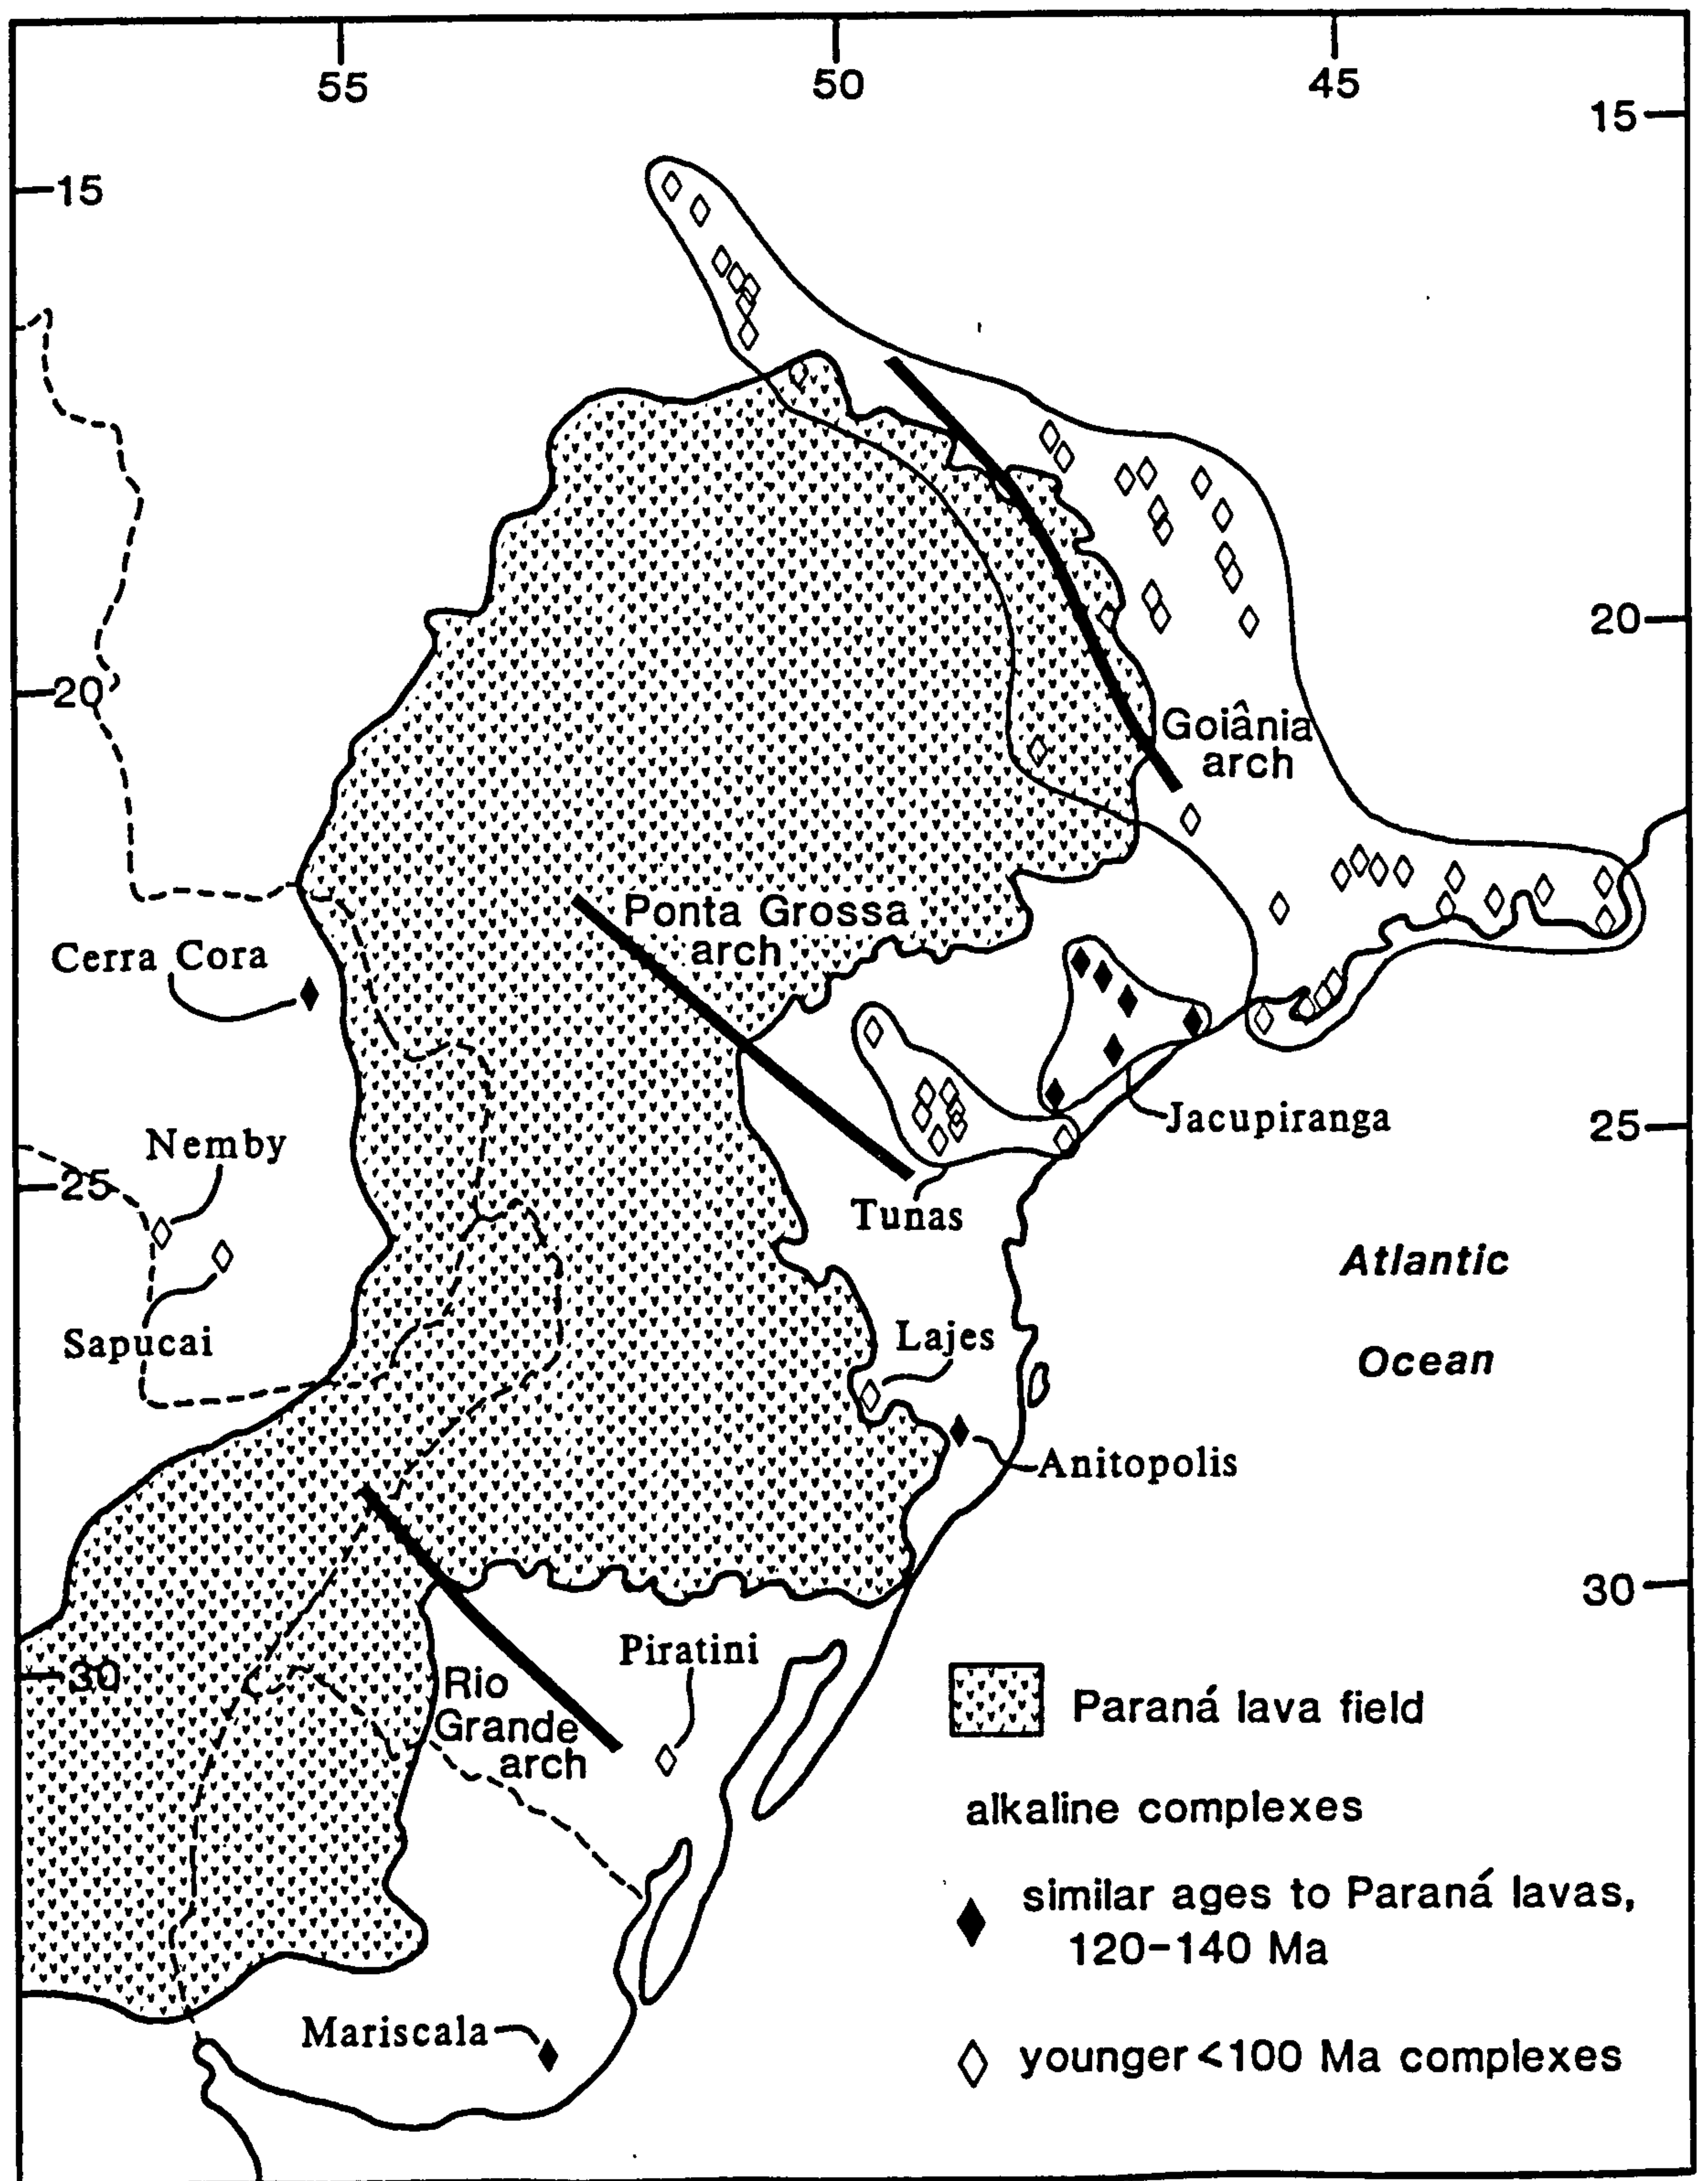 55
50
45
15
15
20
20
Goiânia
arch
Ponta Grossa
arch
Cerra Cora
Jacupiranga
25
Nemby
25
Tunas
Atlantic
Sapucai
Lajes
Ocean
Anitopolis
30
Piratini
30
Rio
Grande
arch
Paraná lava field
alkaline complexes
similar ages to Paraná lavas,
120-140 Ma
Mariscala
younger <100 Ma complexes